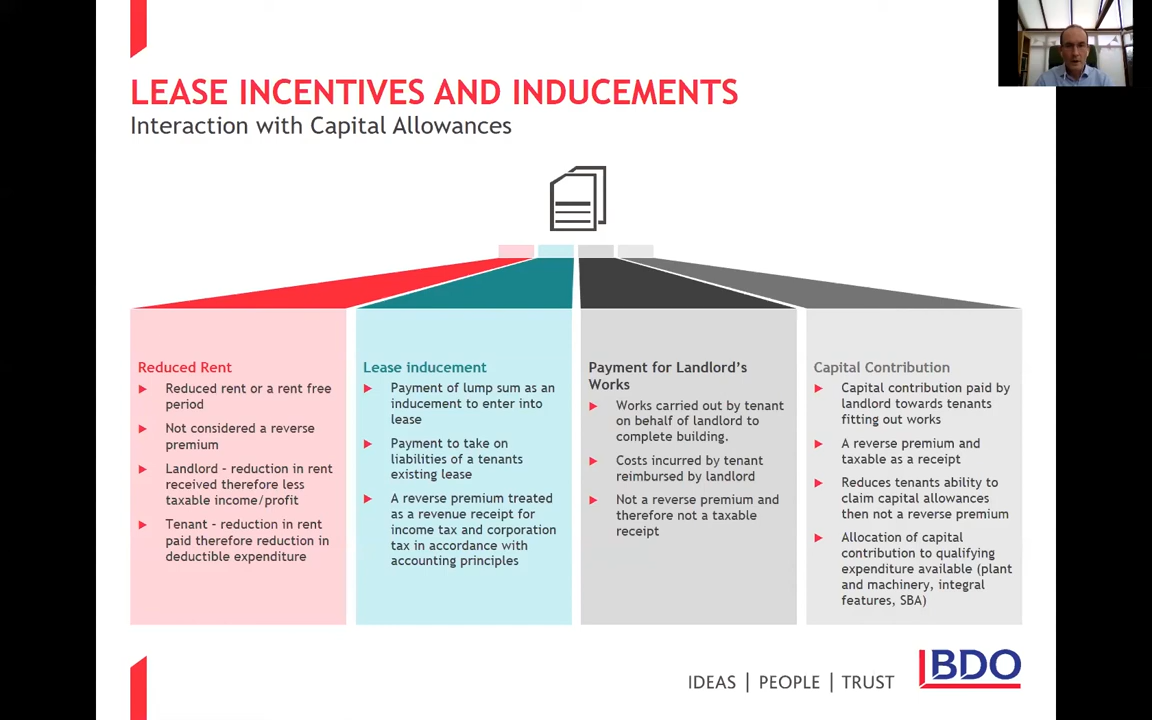 LEASE INCENTIVES AND INDUCEMENTS
Interaction with Capital Allowances
Reduced Rent
Reduced rent or a rent free
period
Not considered a reverse
premium
Landlord – reduction in rent
received therefore less
taxable income/profit
Tenant – reduction in rent
paid therefore reduction in
deductible expenditure
Lease inducement
Payment of lump sum as an
inducement to enter into
lease
Payment to take on
liabilities of a tenants
existing lease
A reverse premium treated
as a revenue receipt for
income tax and corporation
tax in accordance with
accounting principles
Payment for Landlord's
Works
Works carried out by tenant
on behalf of landlord to
complete building.
Costs incurred by tenant
reimbursed by landlord
Not a reverse premium and
therefore not a taxable
receipt
Capital Contribution
Capital contribution paid by
landlord towards tenants
fitting out works
A reverse premium and
taxable as a receipt
Reduces tenants ability to
claim capital allowances
then not a reverse premium
Allocation of capital
contribution to qualifying
expenditure available (plant
and machinery, integral
features, SBA)
IDEAS | PEOPLE | TRUST
BDO